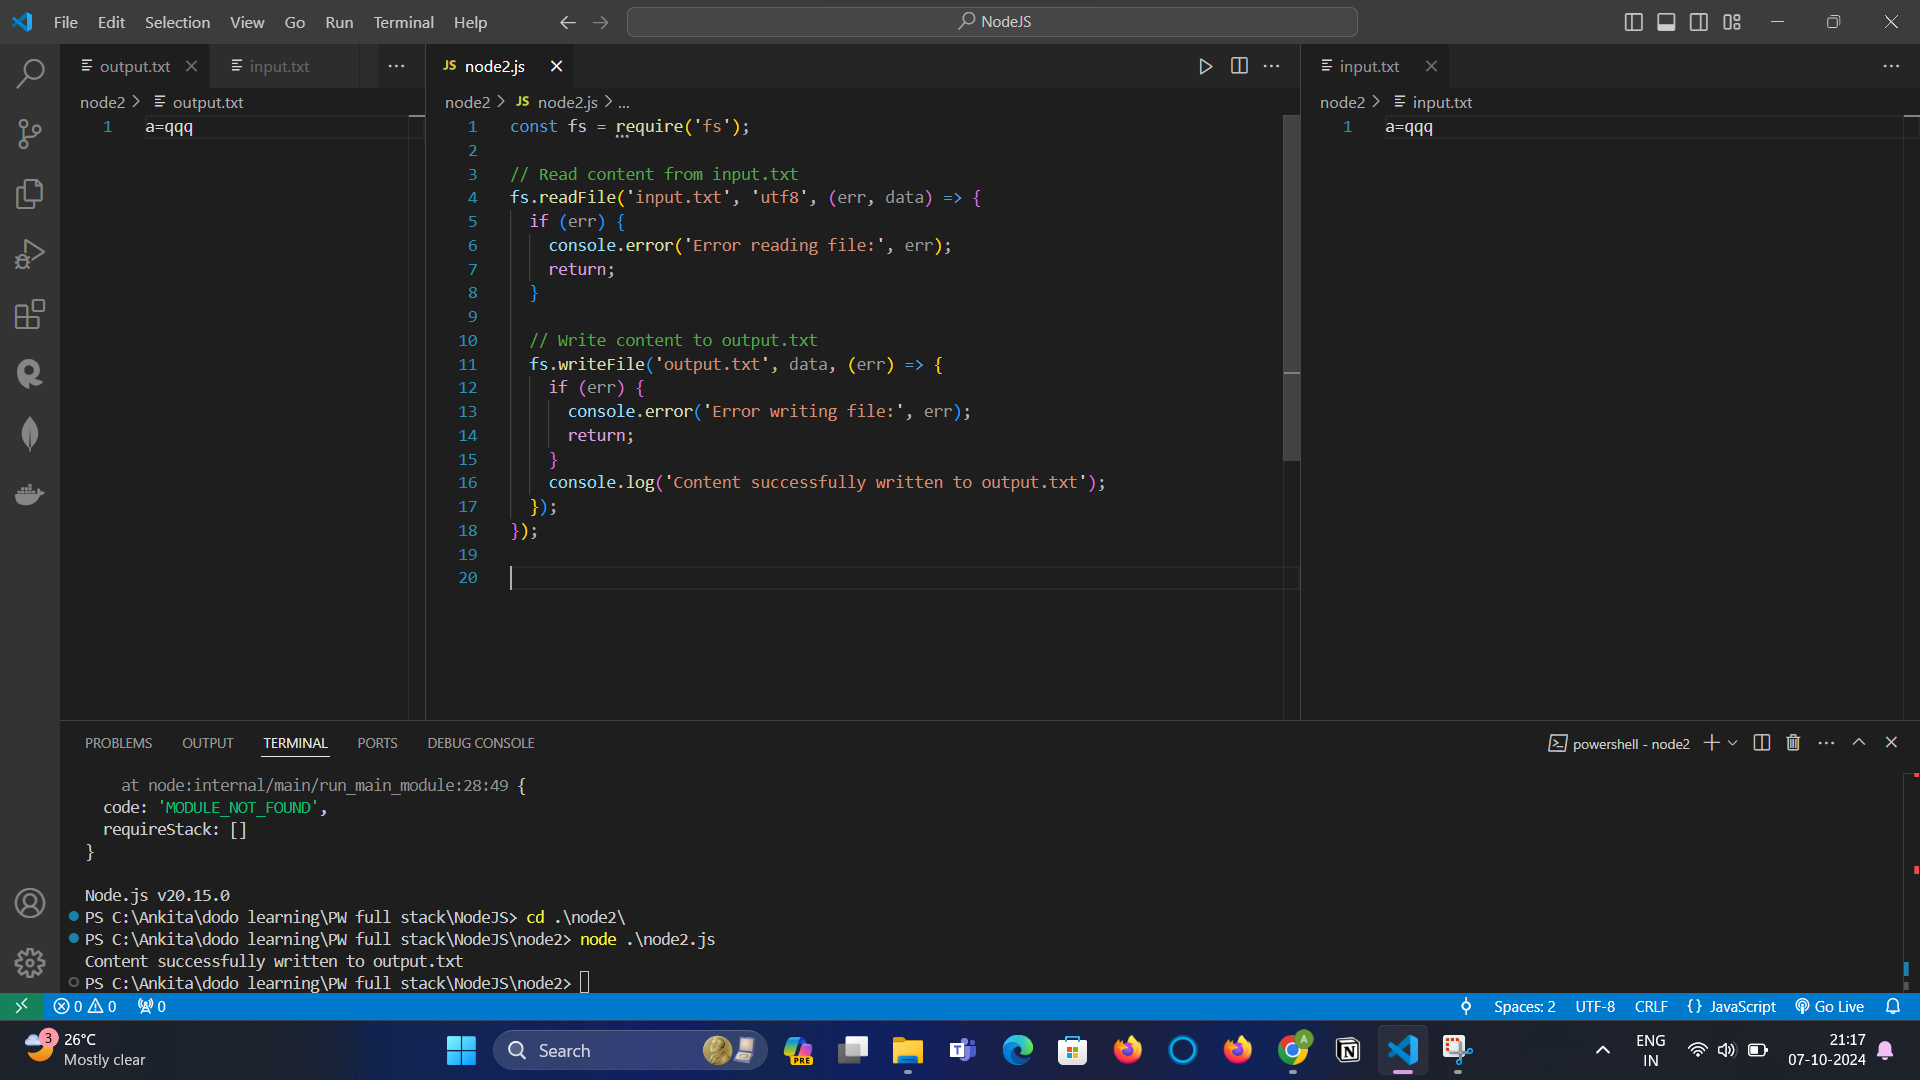 File Edit Selection View Go Run Terminal Help
NodeJS
output.txt
input.txt
JS node2.js
input.txt
node2 > output.txt
1 a=qqq
node2 > JS node2.js > ...
1 const fs = require('fs');
2
3 // Read content from input.txt
4 fs.readFile('input.txt', 'utf8', (err, data) => {
5 if (err) {
6 console.error('Error reading file:', err);
7 return;
8 }
9
10 // Write content to output.txt
11 fs.writeFile('output.txt', data, (err) => {
12 if (err) {
13 console.error('Error writing file:', err);
14 return;
15 }
16 console.log('Content successfully written to output.txt');
17 });
18 });
19
20
node2 > input.txt
1 a=qqq
PROBLEMS OUTPUT TERMINAL PORTS DEBUG CONSOLE
powershell - node2
at node:internal/main/run_main_module:28:49 {
code: 'MODULE_NOT_FOUND',
requireStack: []
}
Node.js v20.15.0
PS C:\Ankita\dodo learning\PW full stack\NodeJS> cd .\node2\
PS C:\Ankita\dodo learning\PW full stack\NodeJS\node2> node .\node2.js
Content successfully written to output.txt
PS C:\Ankita\dodo learning\PW full stack\NodeJS\node2>
0 0 0
Spaces: 2 UTF-8 CRLF {} JavaScript Go Live
3
26°C
Mostly clear
Search
PRE
A
ENG
IN
21:17
07-10-2024